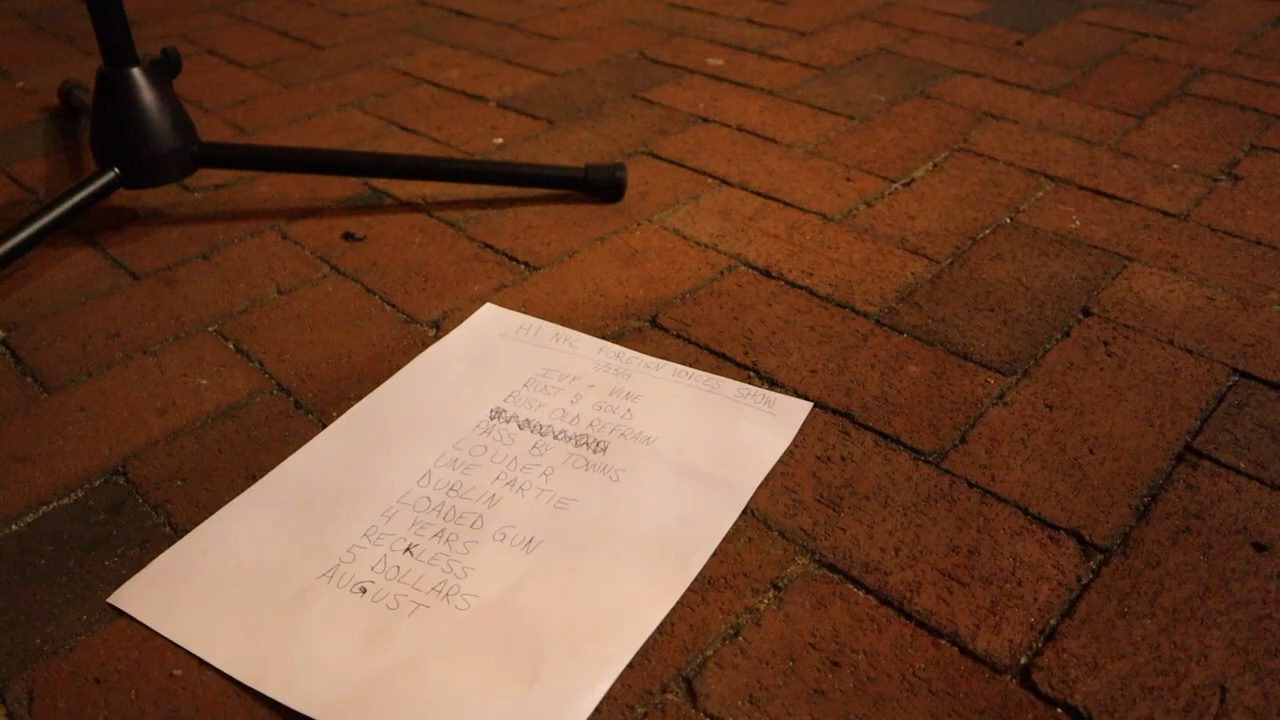 HI NYC FOREIGN VOICES SHOW
IVY + VINE
RUST & GOLD
BUSY OLD REFRAIN
PASS BY TOWNS
LOUDER
UNE PARTIE
DUBLIN
LOADED GUN
4 YEARS
RECKLESS
5 DOLLARS
AUGUST